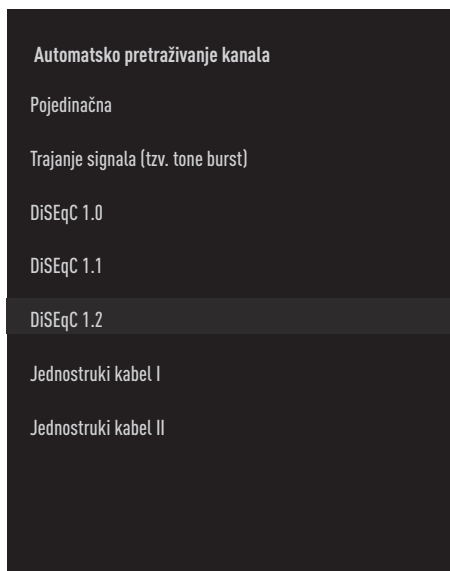 Automatsko pretraživanje kanala
Pojedinačna
Trajanje signala (tzv. tone burst)
DiSEqC 1.0
DiSEqC 1.1
DiSEqC 1.2
Jednostruki kabel I
Jednostruki kabel II